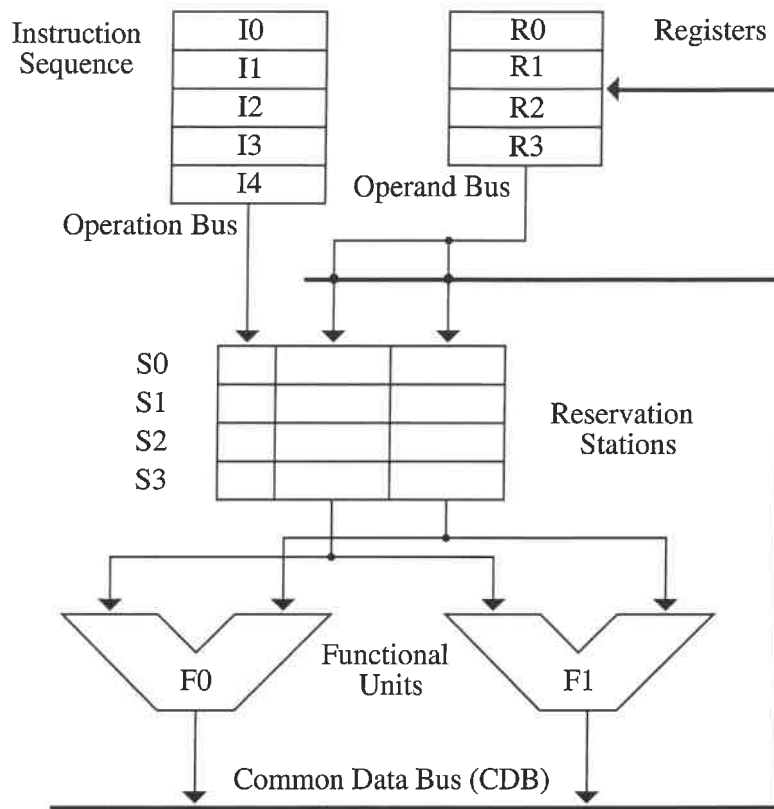 Instruction
Sequence
I0
I1
I2
I3
I4
R0
R1
R2
R3
Registers
Operand Bus
Operation Bus
S0
S1
S2
S3
Reservation
Stations
F0
Functional
Units
F1
Common Data Bus (CDB)